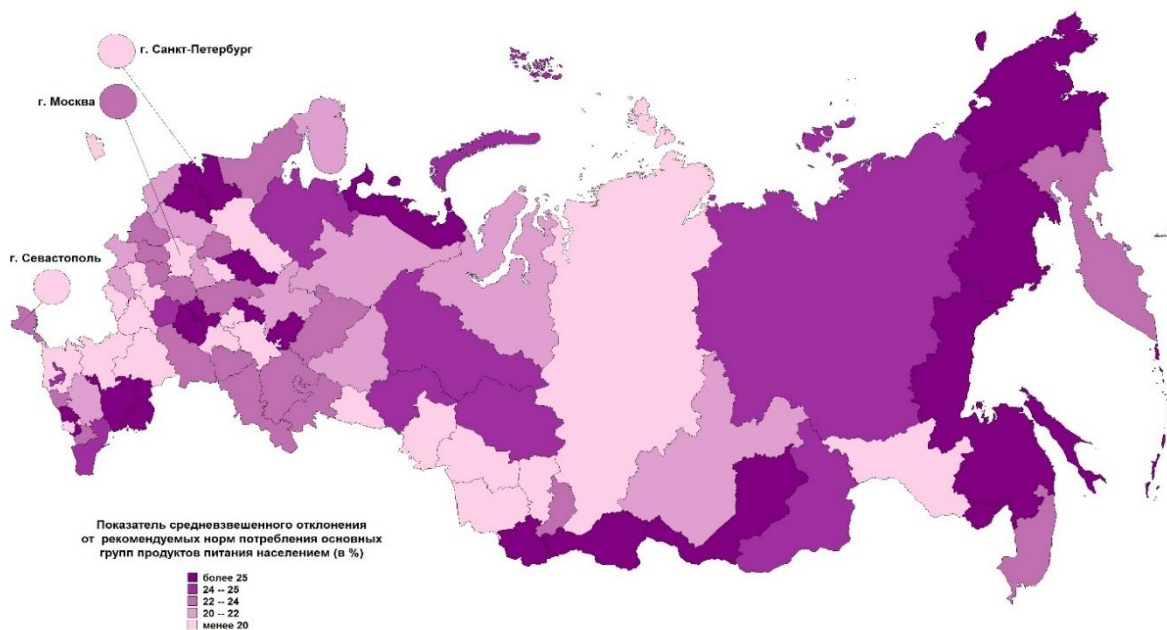 г. Санкт-Петербург
г. Москва
г. Севастополь
Показатель средневзвешенного отклонения
от рекомендуемых норм потребления основных
групп продуктов питания населением (в %)
более 25
24 -- 25
22 -- 24
20 -- 22
менее 20